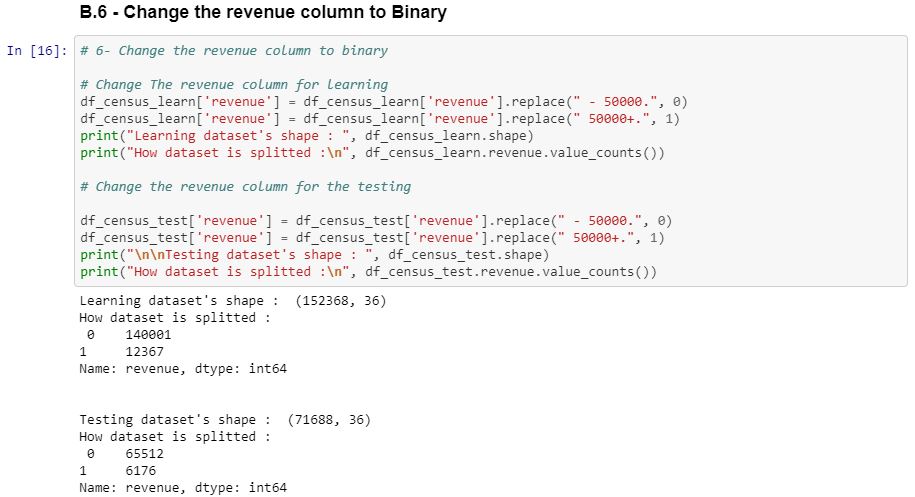 B.6 - Change the revenue column to Binary
In [16]: # 6- Change the revenue column to binary
# Change The revenue column for learning
df_census_learn['revenue'] = df_census_learn['revenue'].replace(" - 50000.", 0)
df_census_learn['revenue'] = df_census_learn['revenue'].replace(" 50000+.", 1)
print("Learning dataset's shape : ", df_census_learn.shape)
print("How dataset is splitted :\n", df_census_learn.revenue.value_counts())
# Change the revenue column for the testing
df_census_test['revenue'] = df_census_test['revenue'].replace(" - 50000.", 0)
df_census_test['revenue'] = df_census_test['revenue'].replace(" 50000+.", 1)
print("\n\nTesting dataset's shape : ", df_census_test.shape)
print("How dataset is splitted :\n", df_census_test.revenue.value_counts())
Learning dataset's shape :  (152368, 36)
How dataset is splitted :
 0    140001
1     12367
Name: revenue, dtype: int64
Testing dataset's shape :  (71688, 36)
How dataset is splitted :
 0    65512
1     6176
Name: revenue, dtype: int64